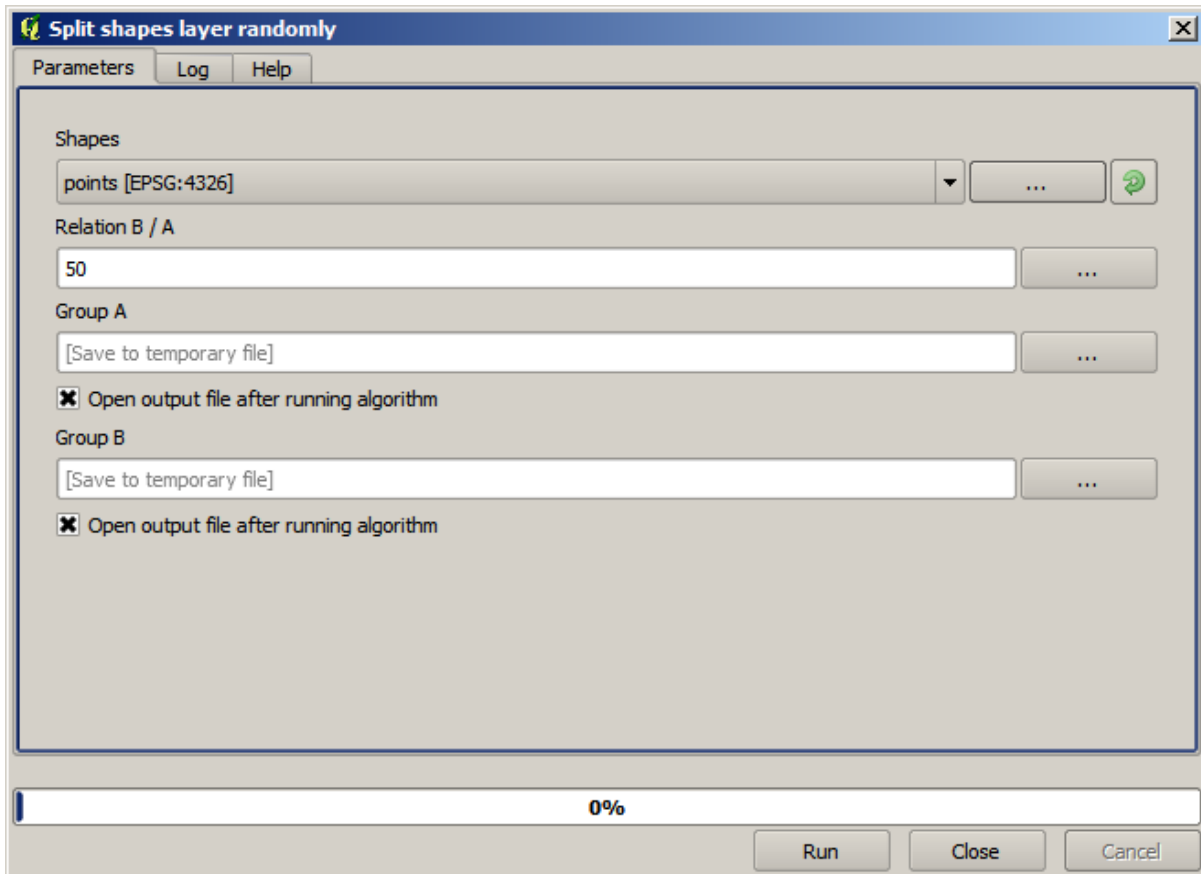 Split shapes layer randomly
Parameters Log Help
Shapes
points [EPSG:4326] ...
Relation B / A
50 ...
Group A
[Save to temporary file] ...
Open output file after running algorithm
Group B
[Save to temporary file] ...
Open output file after running algorithm
0%
Run Close Cancel